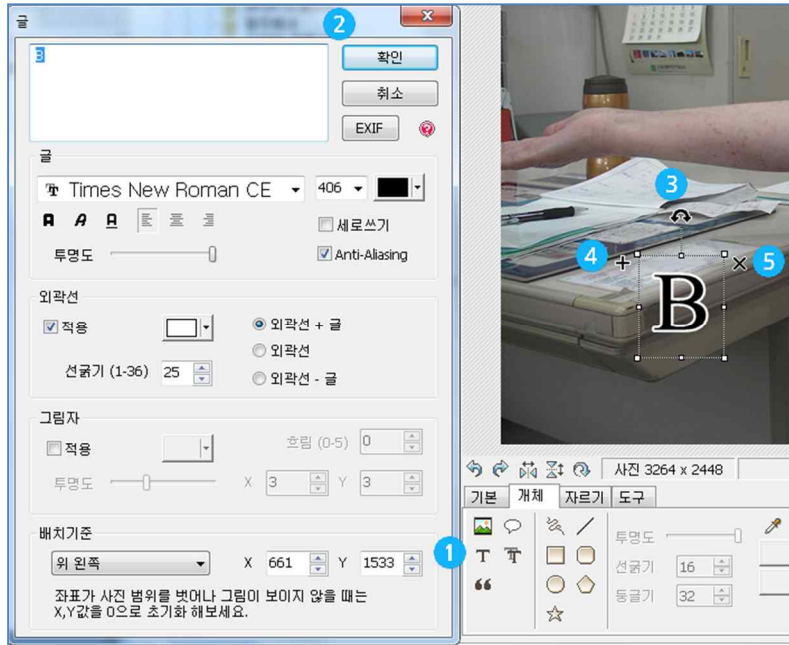 글
2
B
확인
취소
EXIF
글
Times New Roman CE
406
세로쓰기
투명도
Anti-Aliasing
외곽선
적용
외곽선 + 글
외곽선
선굵기 (1-36) 25
외곽선 - 글
그림자
적용
흐림 (0-5) 0
투명도
X 3 Y 3
배치기준
위 왼쪽
X 661 Y 1533
좌표가 사진 범위를 벗어나 그림이 보이지 않을 때는
X,Y값을 0으로 초기화 해보세요.
3
4
5
B
사진 3264 x 2448
기본 개체 자르기 도구
1
투명도
선굵기 16
둥글기 32